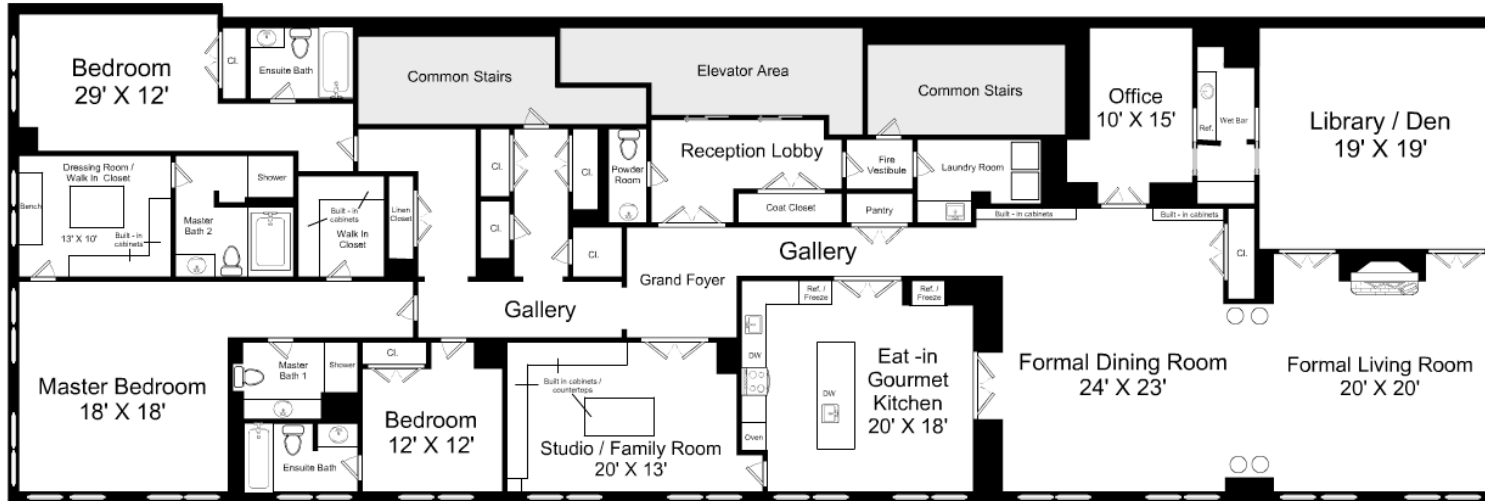 Bedroom
29' X 12'
Cl.
Ensuite Bath
Common Stairs
Elevator Area
Common Stairs
Office
10' X 15'
Ref.
Wet Bar
Library / Den
19' X 19'
Dressing Room /
Walk In Closet
Bench
13' X 10'
Built - in
cabinets
Master
Bath 2
Shower
Built - in
cabinets
Walk In
Closet
Linen
Closet
Cl.
Cl.
Cl.
Cl.
Powder
Room
Reception Lobby
Coat Closet
Fire
Vestibule
Pantry
Laundry Room
Built - in cabinets
Built - in cabinets
Cl.
Gallery
Grand Foyer
Gallery
Master Bedroom
18' X 18'
Master
Bath 1
Shower
Ensuite Bath
Cl.
Bedroom
12' X 12'
Built in cabinets /
countertops
Studio / Family Room
20' X 13'
Ref. /
Freeze
Ref. /
Freeze
DW
Oven
DW
Eat -in
Gourmet
Kitchen
20' X 18'
Formal Dining Room
24' X 23'
Formal Living Room
20' X 20'